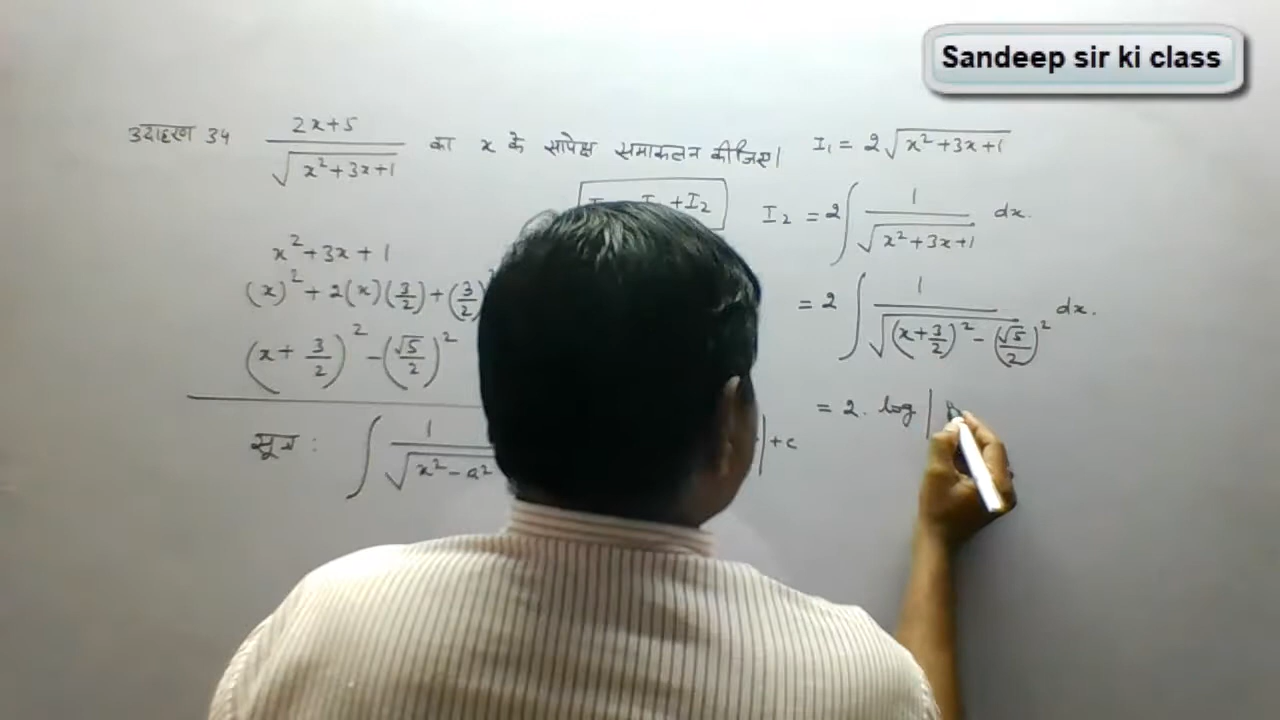 Sandeep sir ki class
उदाहरण 34 (2x+5)/√(x²+3x+1) का x के सापेक्ष समाकलन कीजिए।
+I₂
x²+3x+1
(x)²+2(x)(3/2)+(3/2)²
(x+3/2)²-(√5/2)²
सूत्र : ∫ 1/√(x²-a²) |+c
I₁ = 2√(x²+3x+1)
I₂ = 2∫ 1/√(x²+3x+1) dx.
= 2 ∫ 1/√((x+3/2)²-(√5/2)²) dx.
= 2. log |